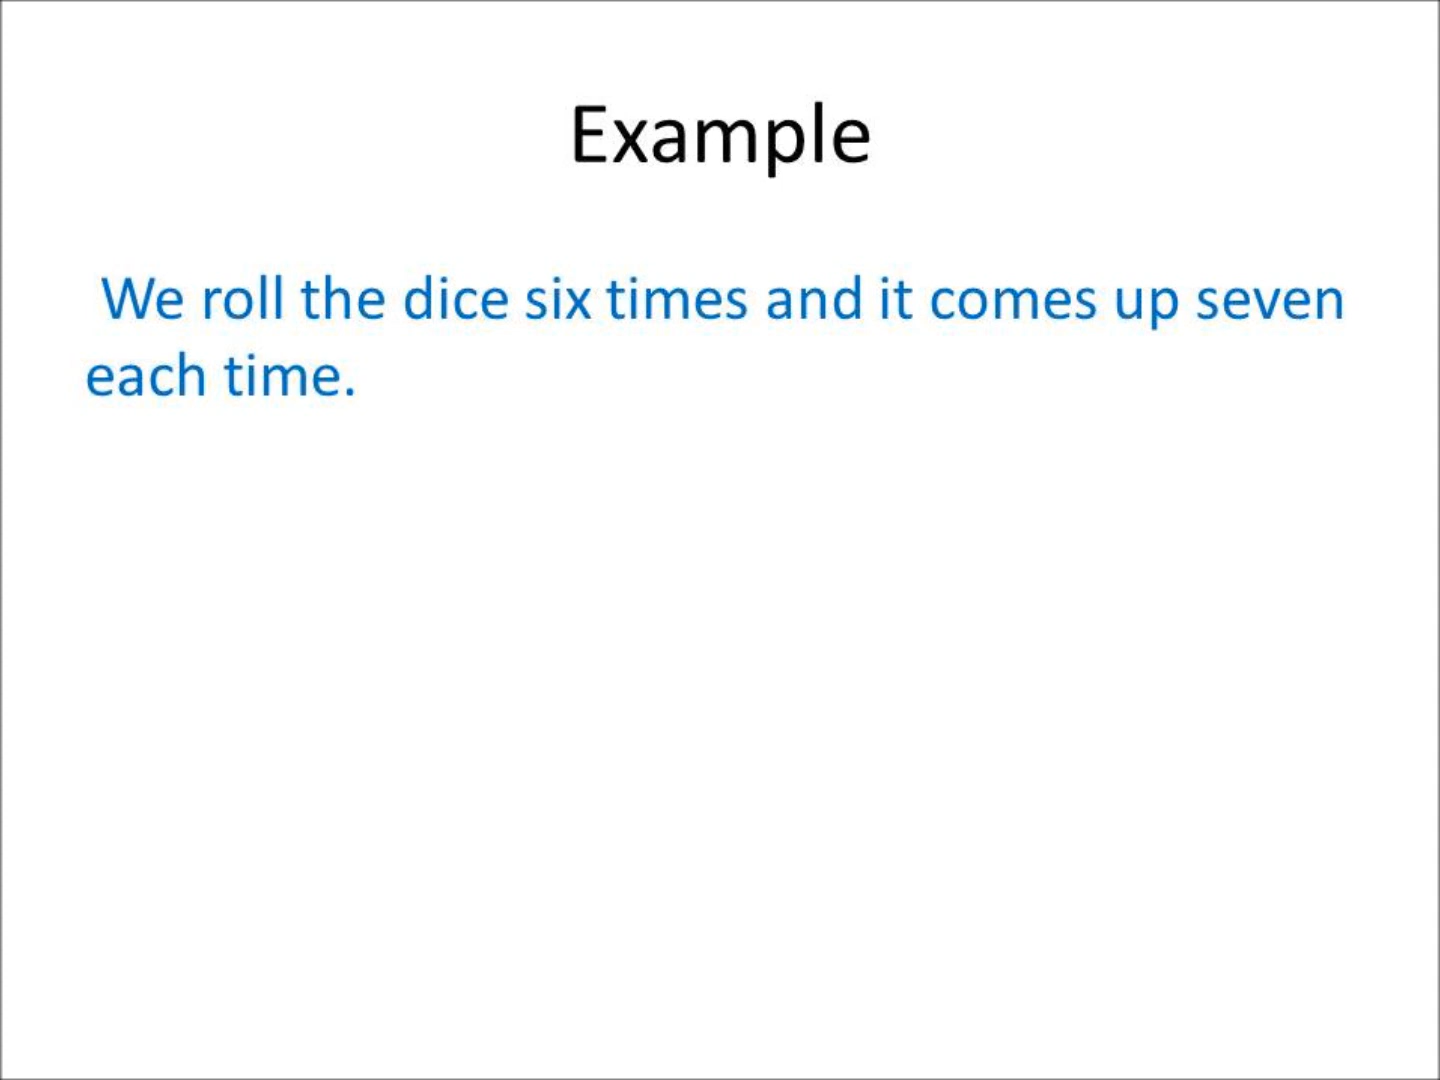 Example
We roll the dice six times and it comes up seven
each time.